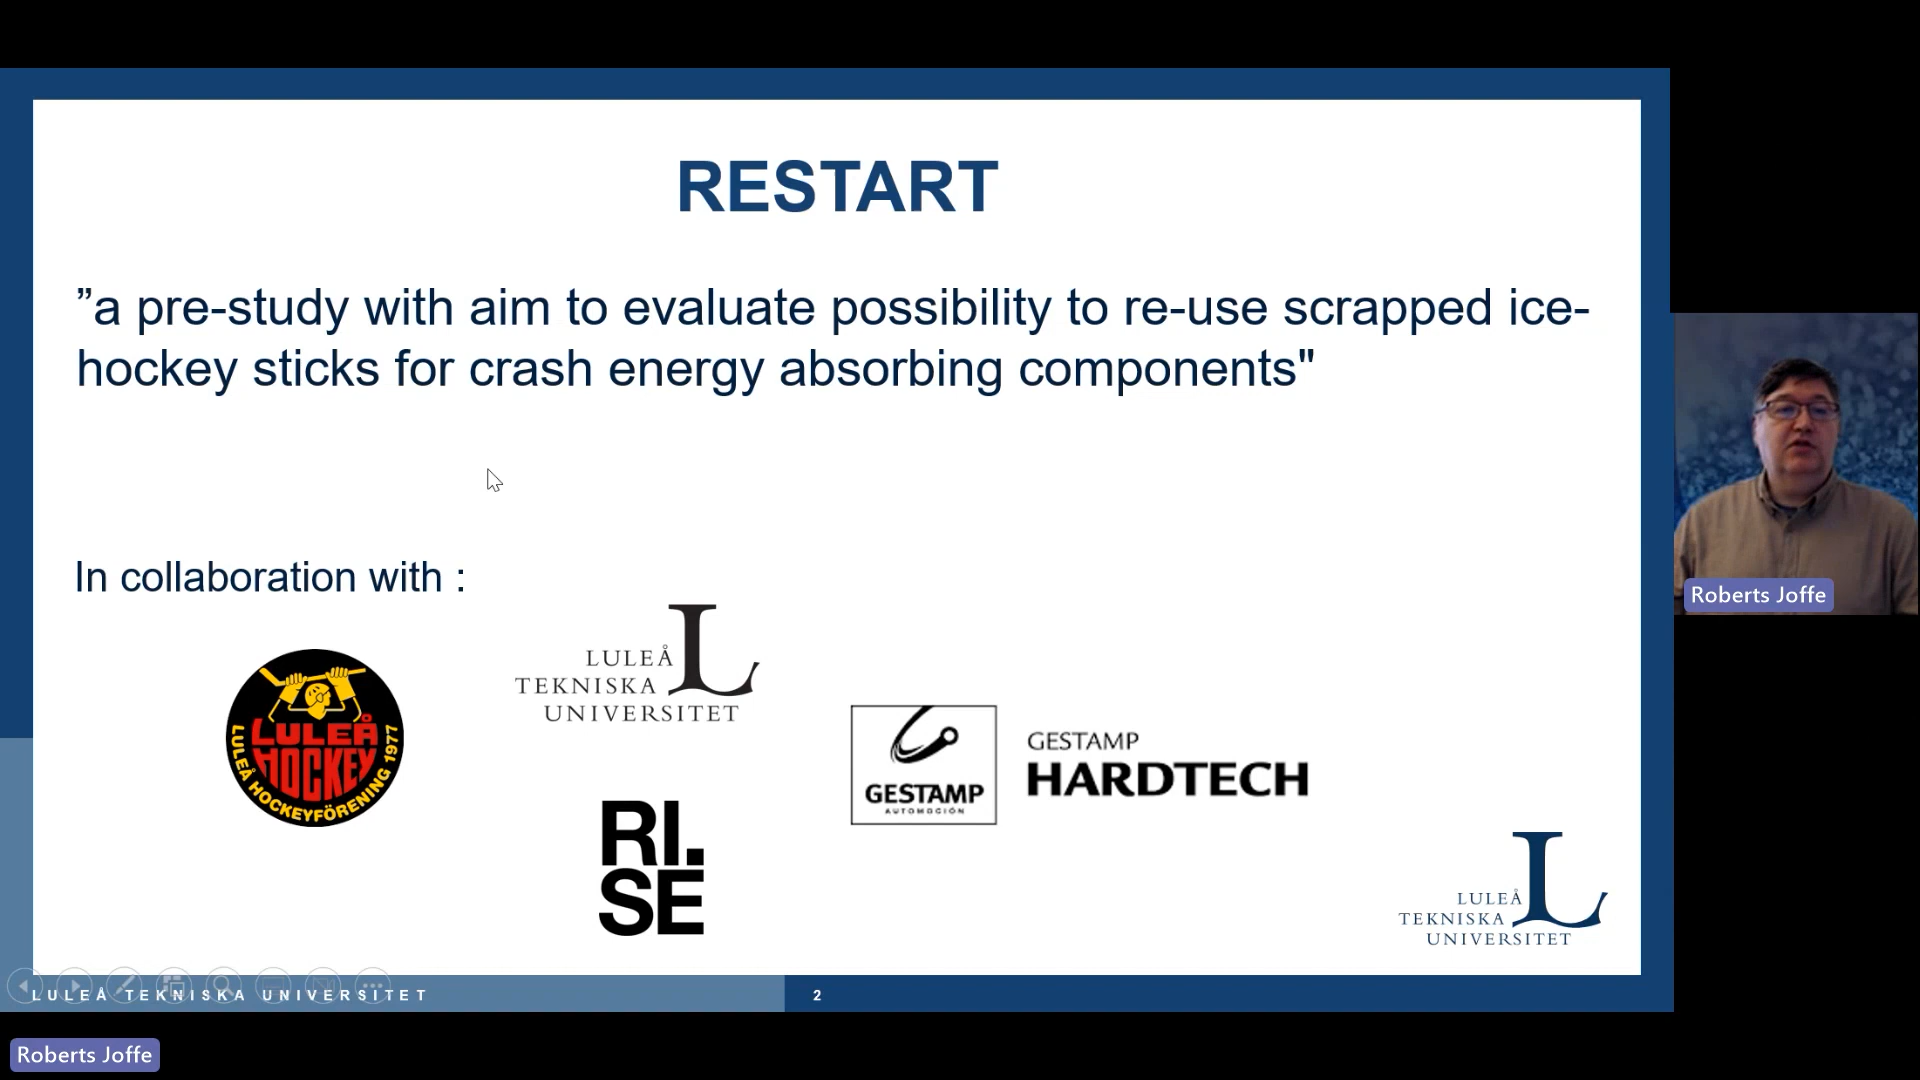 RESTART
”a pre-study with aim to evaluate possibility to re-use scrapped ice-
hockey sticks for crash energy absorbing components"
In collaboration with :
LULEÅ
HOCKEY
LULEÅ HOCKEYFÖRENING 1977
LULEÅ
TEKNISKA
UNIVERSITET
L
RI.
SE
GESTAMP
AUTOMOCIÓN
GESTAMP
HARDTECH
LULEÅ
TEKNISKA
UNIVERSITET
L
LULEÅ TEKNISKA UNIVERSITET
2
Roberts Joffe
Roberts Joffe